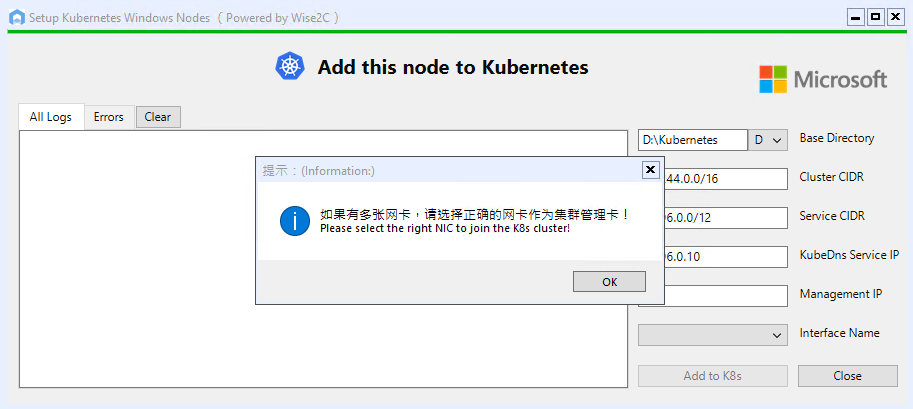 Setup Kubernetes Windows Nodes （Powered by Wise2C）
Add this node to Kubernetes
Microsoft
All Logs
Errors
Clear
D:\Kubernetes
D
Base Directory
44.0.0/16
Cluster CIDR
6.0.0/12
Service CIDR
6.0.10
KubeDns Service IP
Management IP
Interface Name
Add to K8s
Close
提示：(Information:)
如果有多张网卡，请选择正确的网卡作为集群管理卡！
Please select the right NIC to join the K8s cluster!
OK